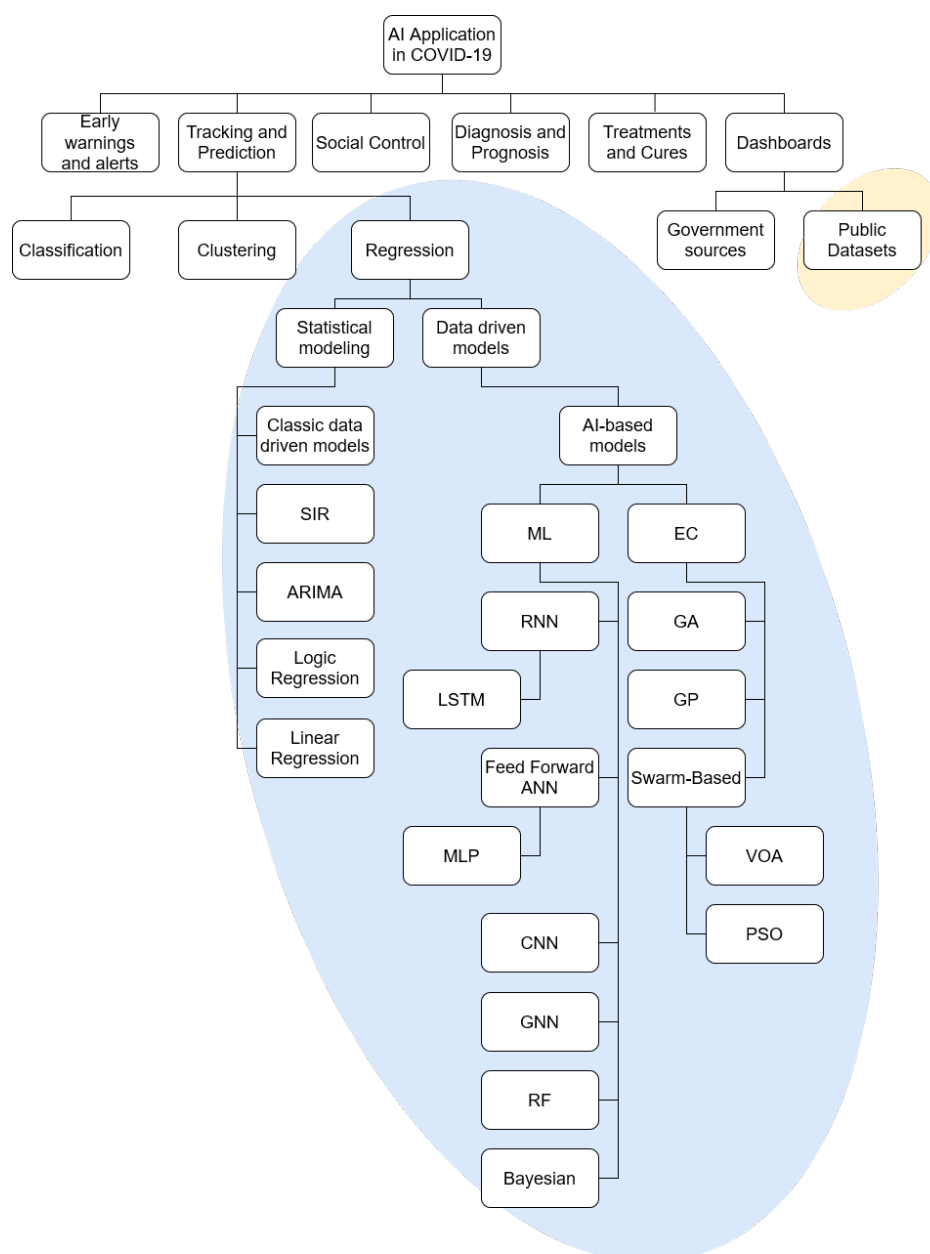 AI Application
in COVID-19
Early
warnings
and alerts
Tracking and
Prediction
Social Control
Diagnosis and
Prognosis
Treatments
and Cures
Dashboards
Classification
Clustering
Regression
Government
sources
Public
Datasets
Statistical
modeling
Data driven
models
Classic data
driven models
SIR
ARIMA
Logic
Regression
Linear
Regression
AI-based
models
ML
EC
RNN
GA
LSTM
GP
Feed Forward
ANN
Swarm-Based
MLP
VOA
CNN
PSO
GNN
RF
Bayesian